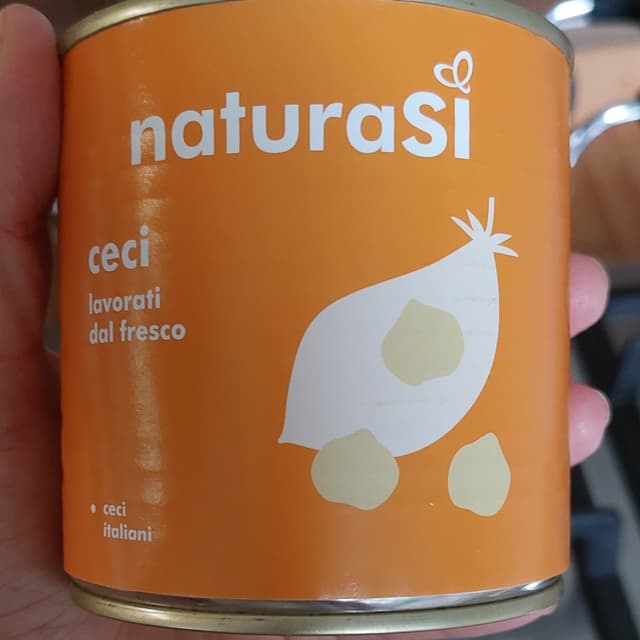 naturaSì
ceci
lavorati
dal fresco
• ceci
italiani